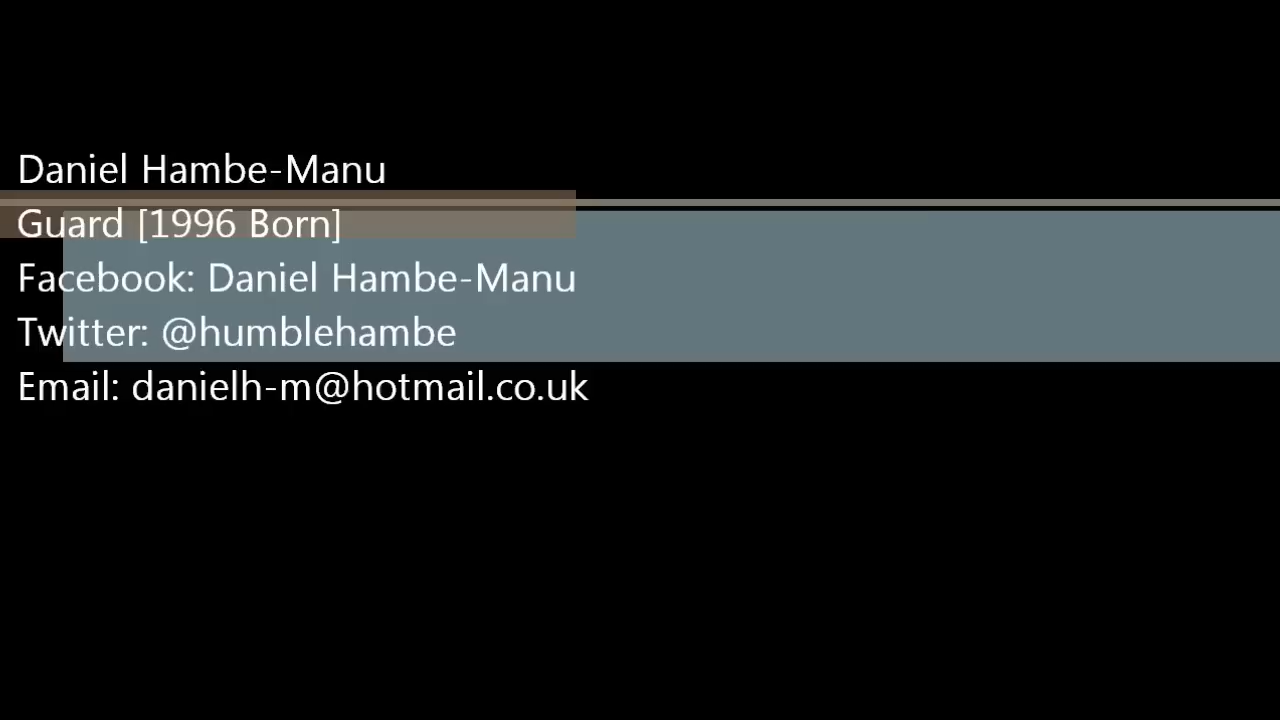 Daniel Hambe-Manu
Guard [1996 Born]
Facebook: Daniel Hambe-Manu
Twitter: @humblehambe
Email: danielh-m@hotmail.co.uk